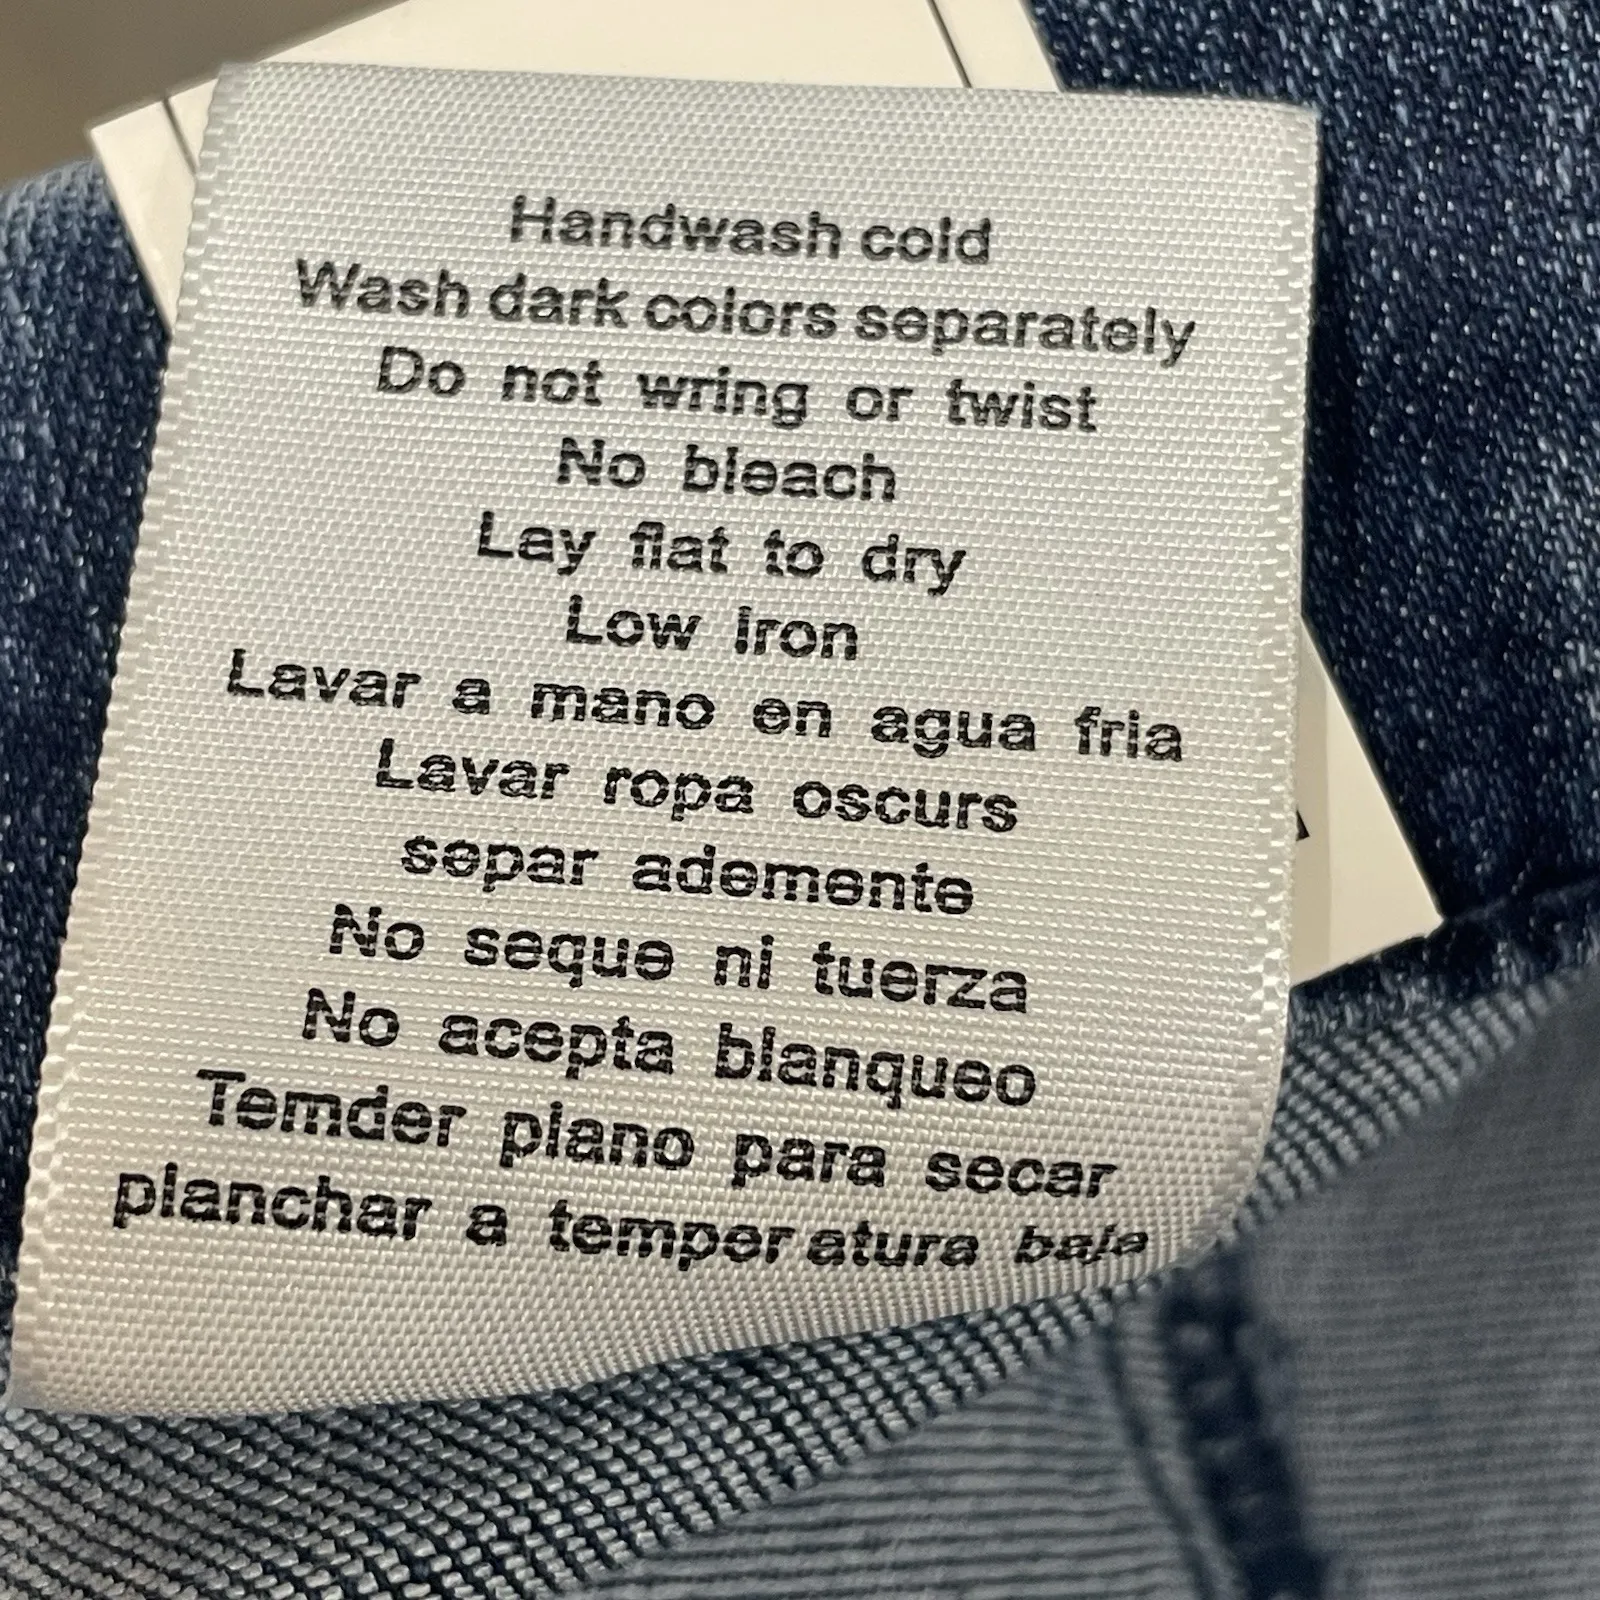 Handwash cold
Wash dark colors separately
Do not wring or twist
No bleach
Lay flat to dry
Low iron
Lavar a mano en agua fria
Lavar ropa oscurs
separ ademente
No seque ni tuerza
No acepta blanqueo
Temder plano para secar
planchar a temper atura baja